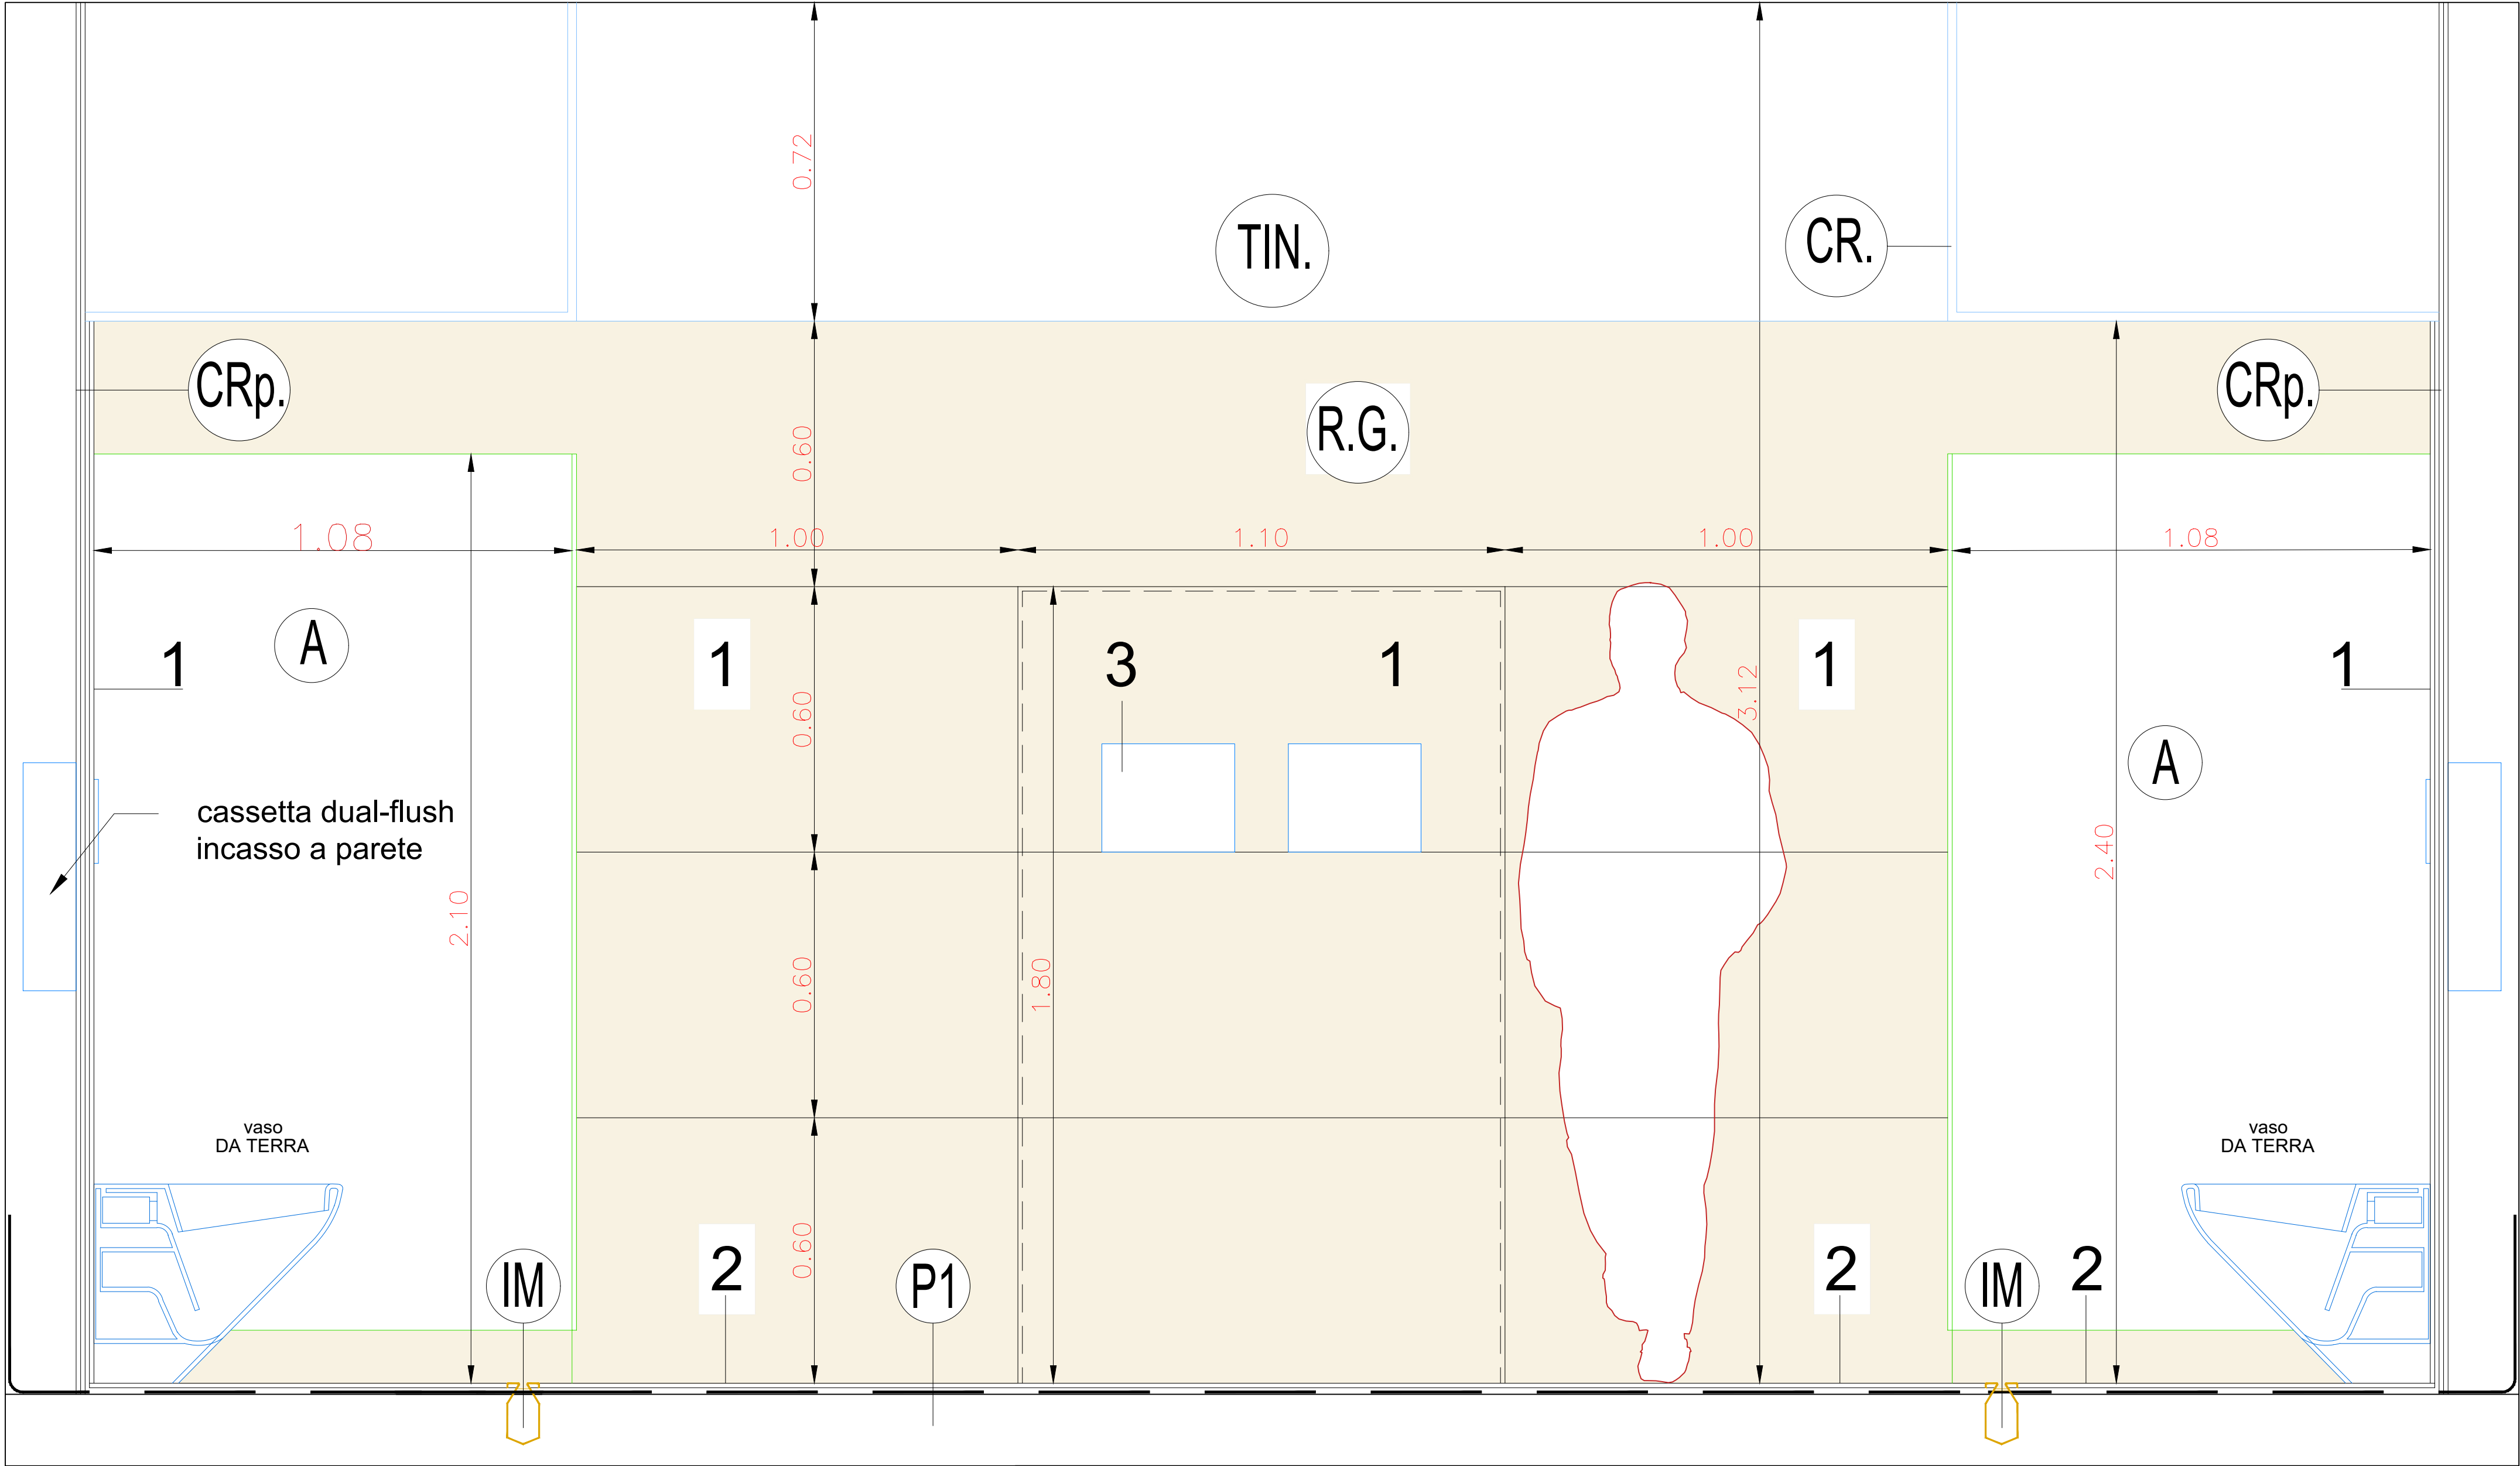 0.72
TIN.
CR.
CRp.
R.G.
CRp.
0.60
1.08
1.00
1.10
1.00
1.08
1
A
1
3
1
1
1
0.60
3.12
A
cassetta dual-flush
incasso a parete
2.10
0.60
1.80
2.40
vaso
DA TERRA
vaso
DA TERRA
IM
2
0.60
P1
2
IM
2